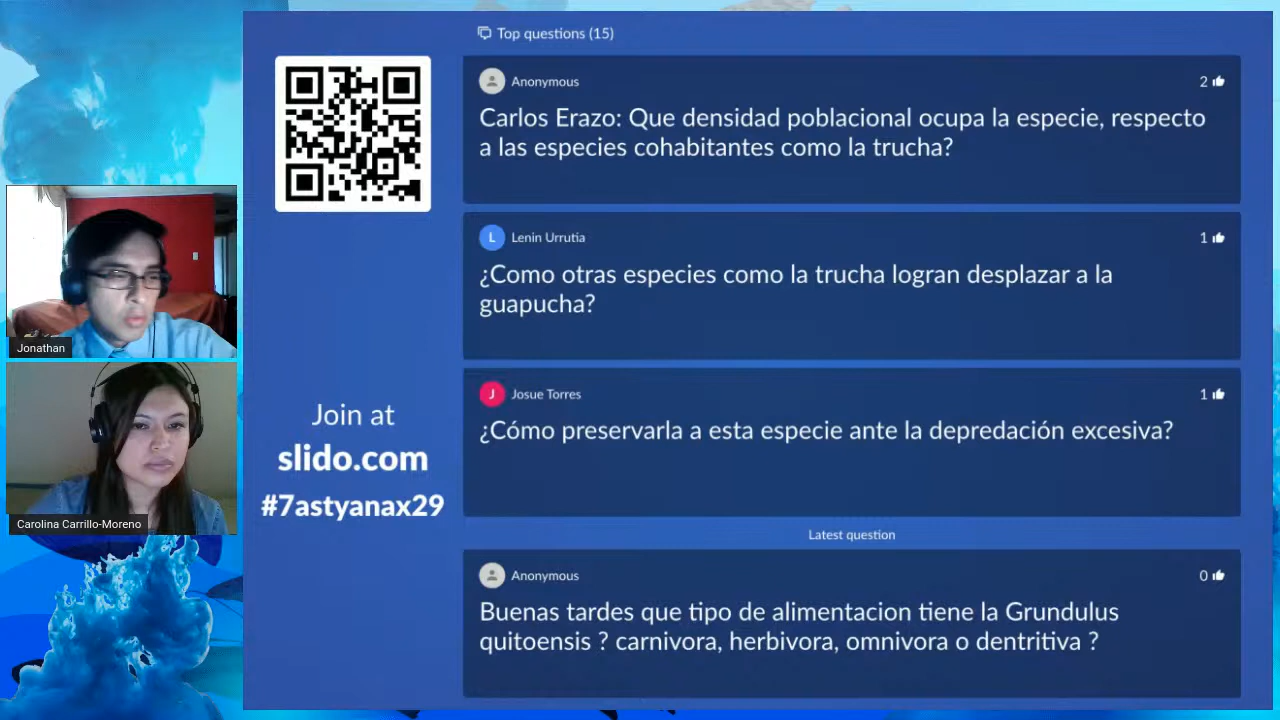 Top questions (15)
Anonymous
2
Carlos Erazo: Que densidad poblacional ocupa la especie, respecto
a las especies cohabitantes como la trucha?
L
Lenin Urrutia
1
¿Como otras especies como la trucha logran desplazar a la
guapucha?
J
Josue Torres
1
¿Cómo preservarla a esta especie ante la depredación excesiva?
Latest question
Anonymous
0
Buenas tardes que tipo de alimentacion tiene la Grundulus
quitoensis ? carnivora, herbivora, omnivora o dentritiva ?
Join at
slido.com
#7astyanax29
Jonathan
Carolina Carrillo-Moreno